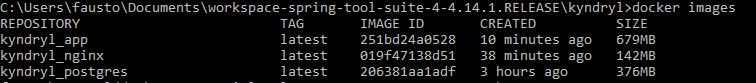 C:\Users\fausto\Documents\workspace-spring-tool-suite-4-4.14.1.RELEASE\kyndryl>docker images
REPOSITORY TAG IMAGE ID CREATED SIZE
kyndryl_app latest 251bd24a0528 10 minutes ago 679MB
kyndryl_nginx latest 019f47138d51 38 minutes ago 142MB
kyndryl_postgres latest 206381aa1adf 3 hours ago 376MB